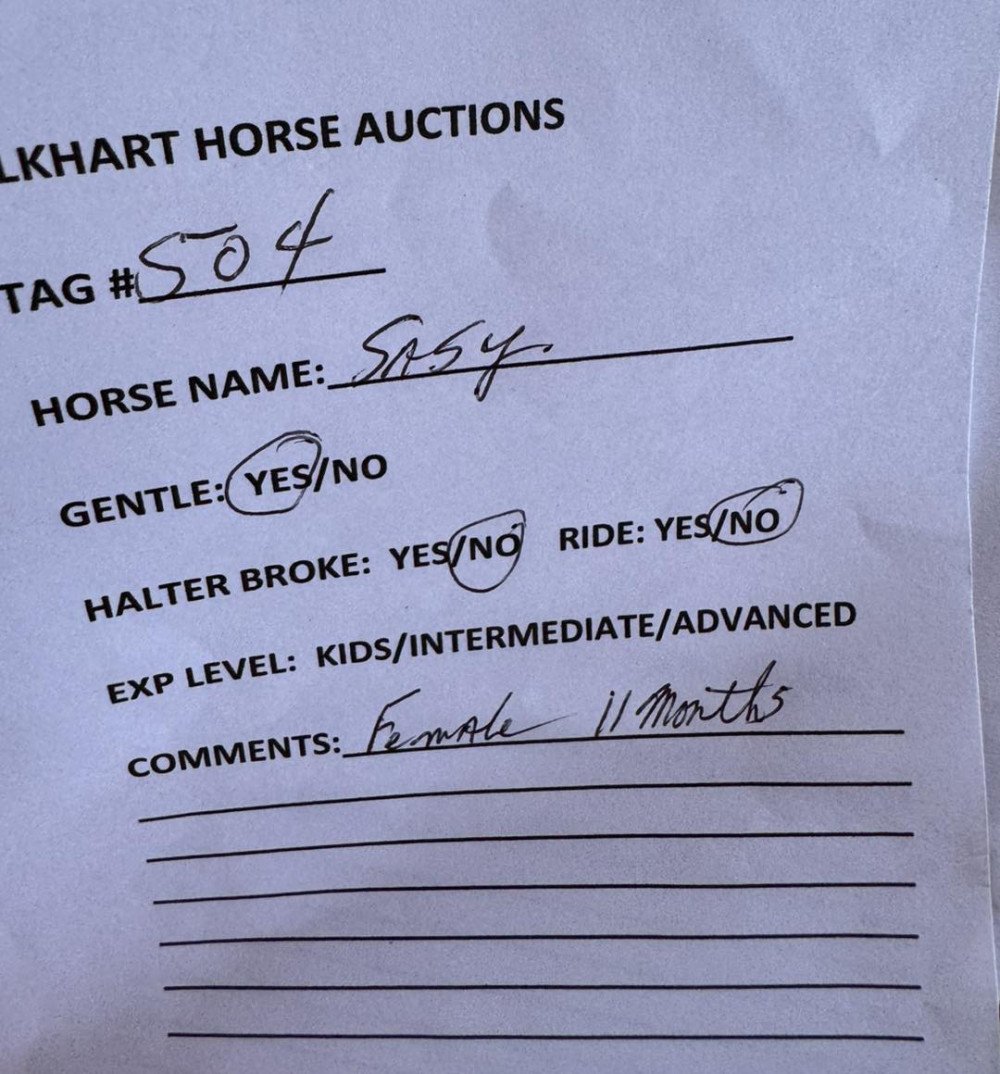 LKHART HORSE AUCTIONS
TAG # 504
HORSE NAME: SASY
GENTLE: YES/NO
HALTER BROKE: YES/NO RIDE: YES/NO
EXP LEVEL: KIDS/INTERMEDIATE/ADVANCED
COMMENTS: Female 11 Months